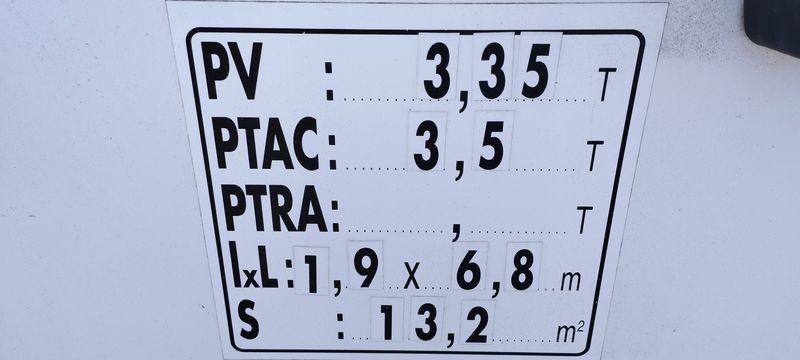 PV : 3,35 T
PTAC: 3,5 T
PTRA: , T
lxL: 1,9 x 6,8 m
S : 13,2 m²